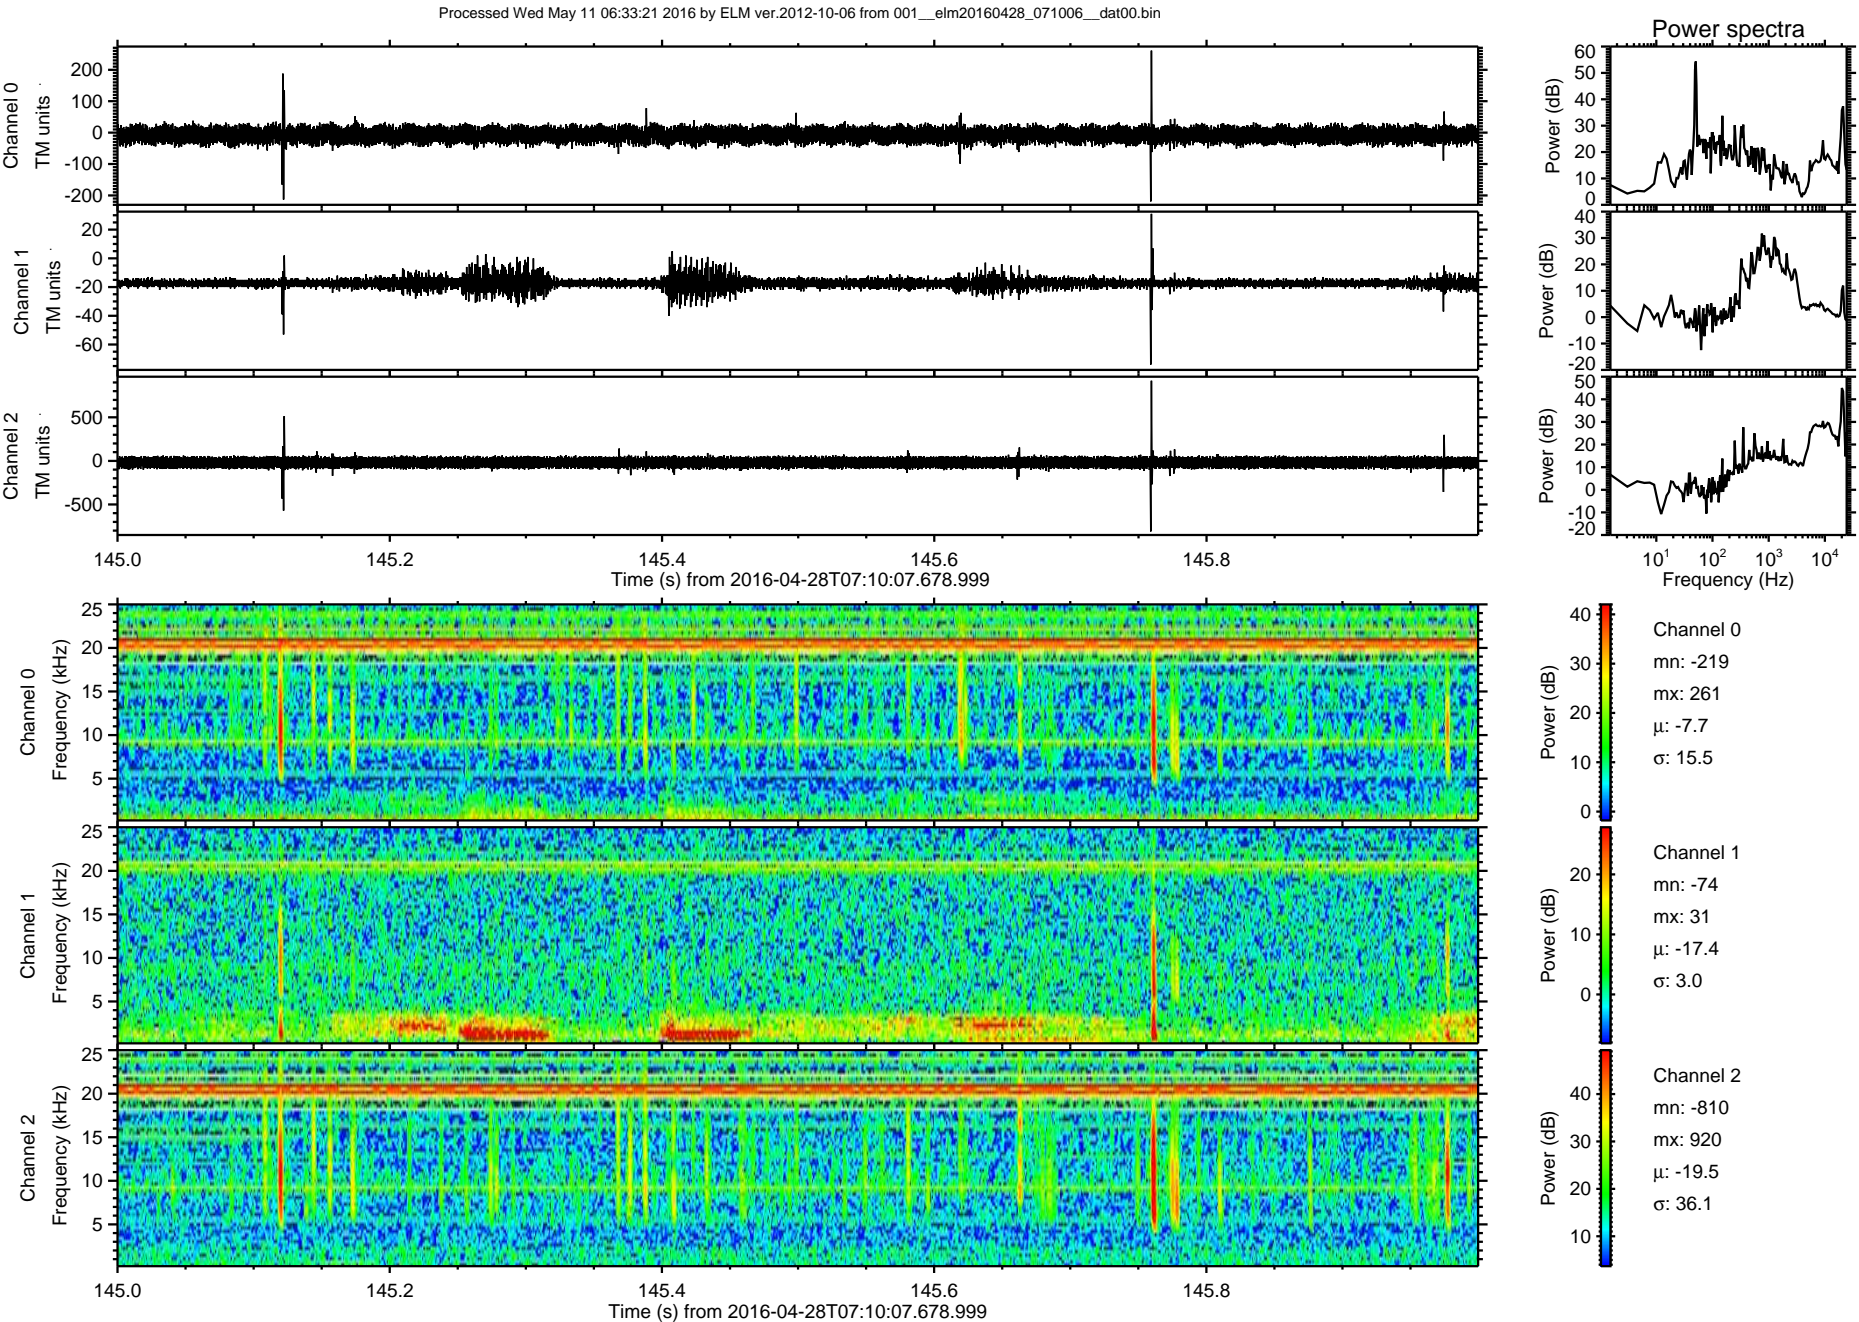 Processed Wed May 11 06:33:21 2016 by ELM ver.2012-10-06 from 001__elm20160428_071006__dat00.bin
Power spectra
Channel 0
TM units
200
100
0
-100
-200
Power (dB)
60
50
40
30
20
10
0
Channel 1
TM units
20
0
-20
-40
-60
Power (dB)
40
30
20
10
0
-10
-20
Channel 2
TM units
500
0
-500
Power (dB)
50
40
30
20
10
0
-10
-20
145.0 145.2 145.4 145.6 145.8
Time (s) from 2016-04-28T07:10:07.678.999
10¹ 10² 10³ 10⁴
Frequency (Hz)
Channel 0
Frequency (kHz)
25
20
15
10
5
Power (dB)
40
30
20
10
0
Channel 0
mn: -219
mx: 261
μ: -7.7
σ: 15.5
Channel 1
Frequency (kHz)
25
20
15
10
5
Power (dB)
20
10
0
Channel 1
mn: -74
mx: 31
μ: -17.4
σ: 3.0
Channel 2
Frequency (kHz)
25
20
15
10
5
Power (dB)
40
30
20
10
Channel 2
mn: -810
mx: 920
μ: -19.5
σ: 36.1
145.0 145.2 145.4 145.6 145.8
Time (s) from 2016-04-28T07:10:07.678.999